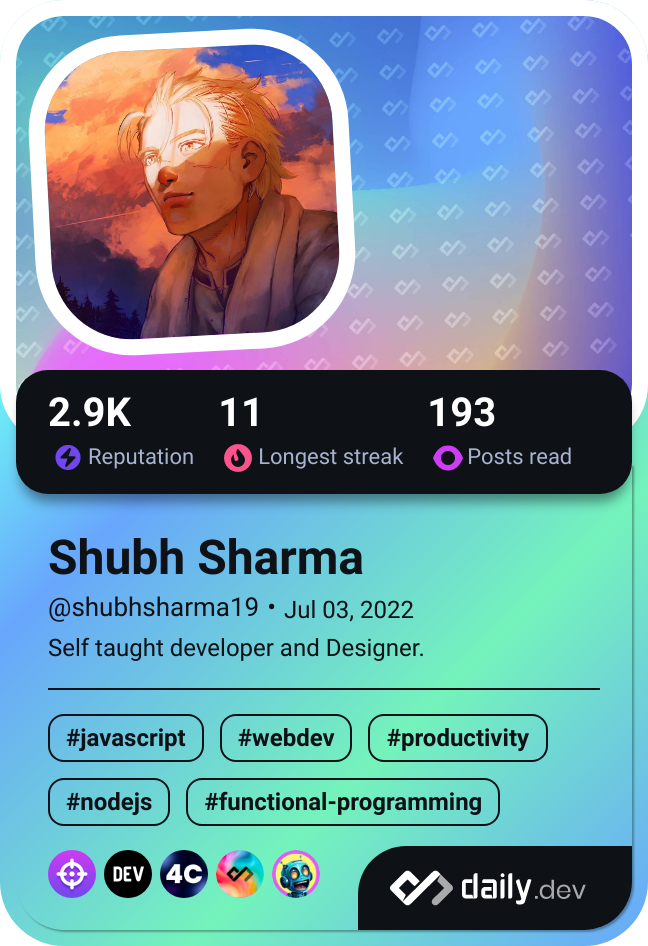 2.9K 11 193
Reputation Longest streak Posts read
Shubh Sharma
@shubhsharma19 • Jul 03, 2022
Self taught developer and Designer.
#javascript #webdev #productivity
#nodejs #functional-programming
DEV 4C daily.dev